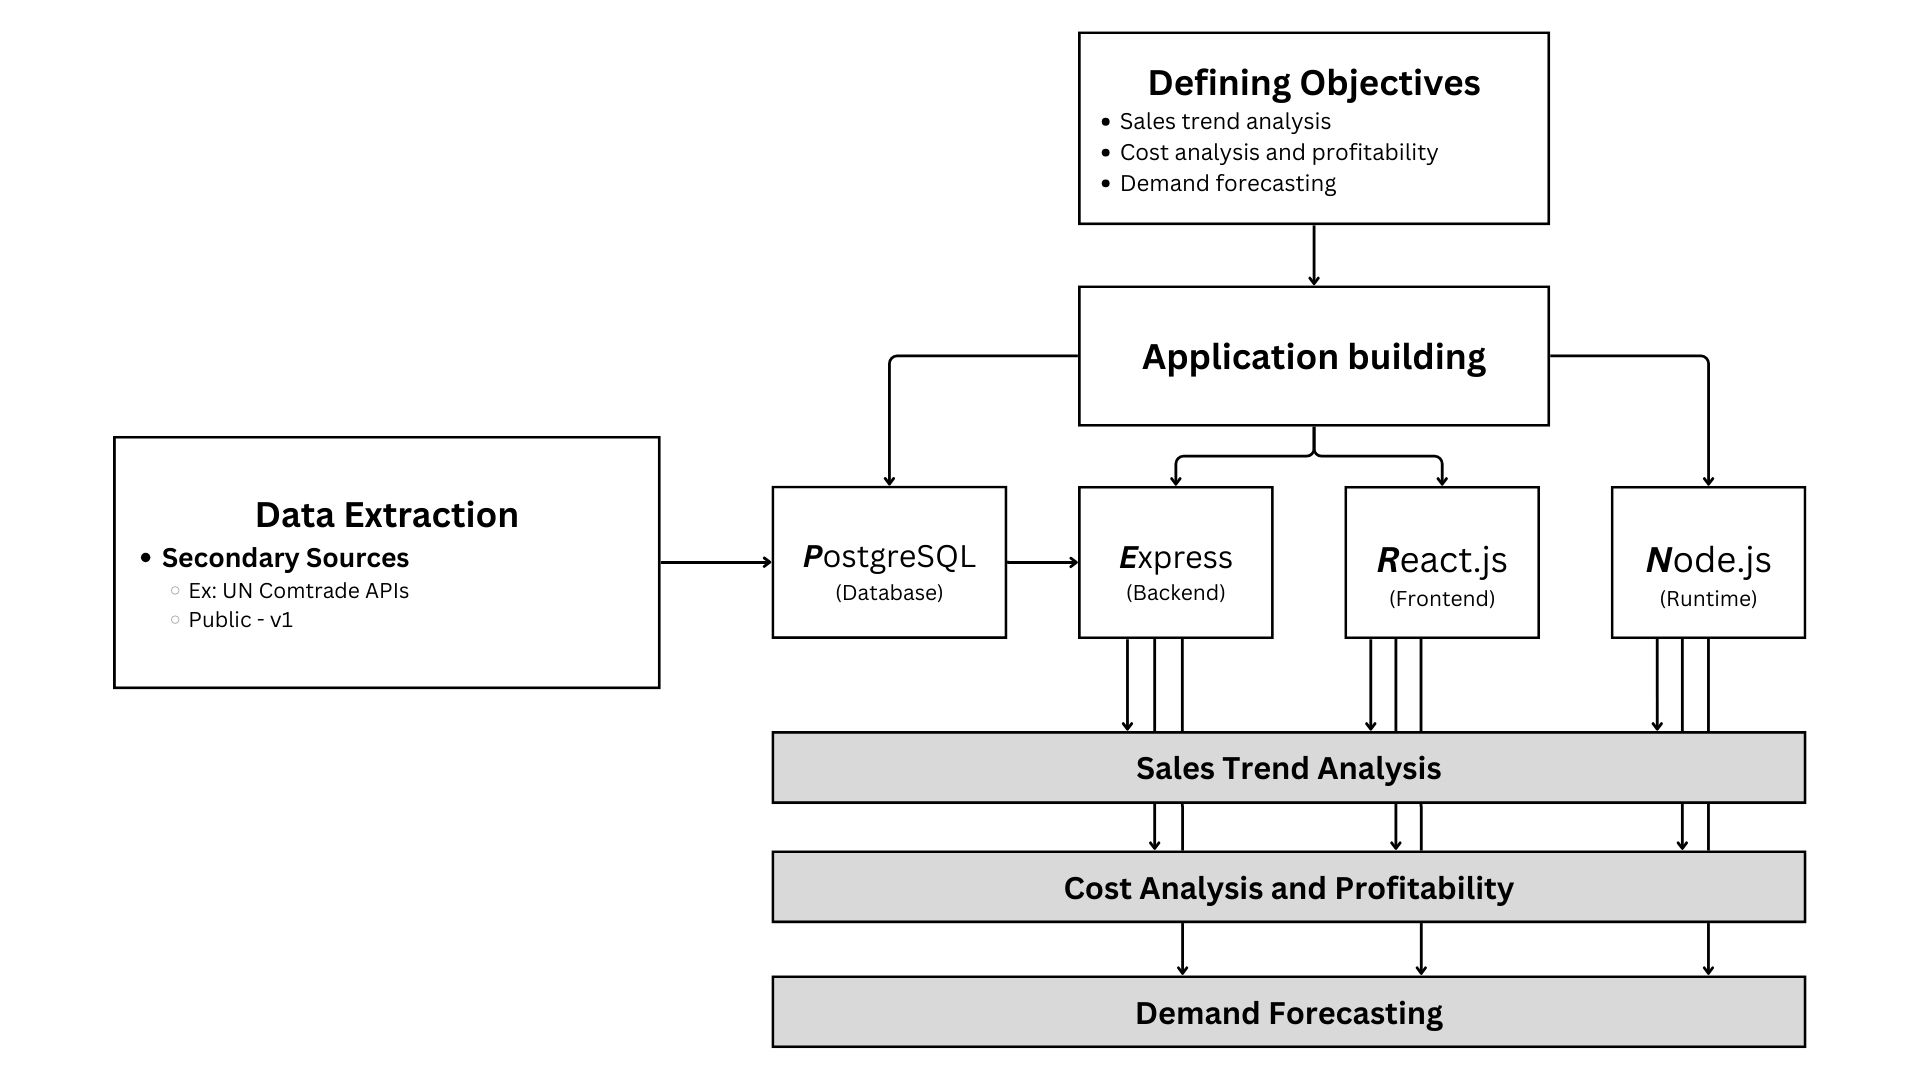 Defining Objectives
• Sales trend analysis
• Cost analysis and profitability
• Demand forecasting
Application building
Data Extraction
• Secondary Sources
○ Ex: UN Comtrade APIs
○ Public - v1
PostgreSQL
(Database)
Express
(Backend)
React.js
(Frontend)
Node.js
(Runtime)
Sales Trend Analysis
Cost Analysis and Profitability
Demand Forecasting